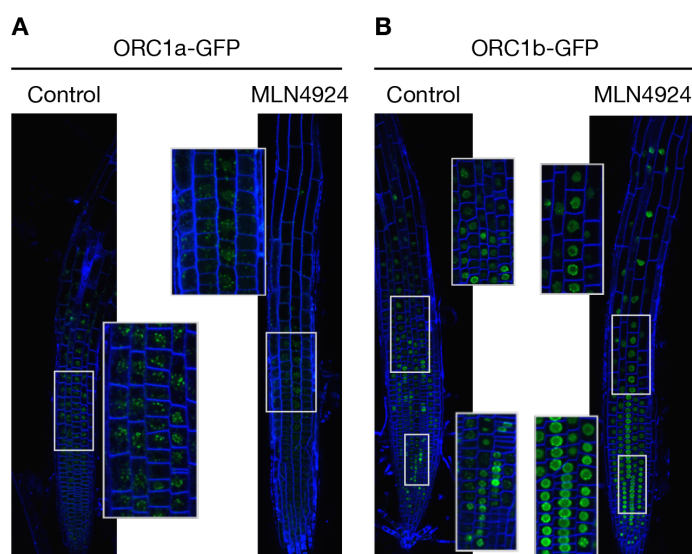 A
ORC1a-GFP
Control
MLN4924
B
ORC1b-GFP
Control
MLN4924